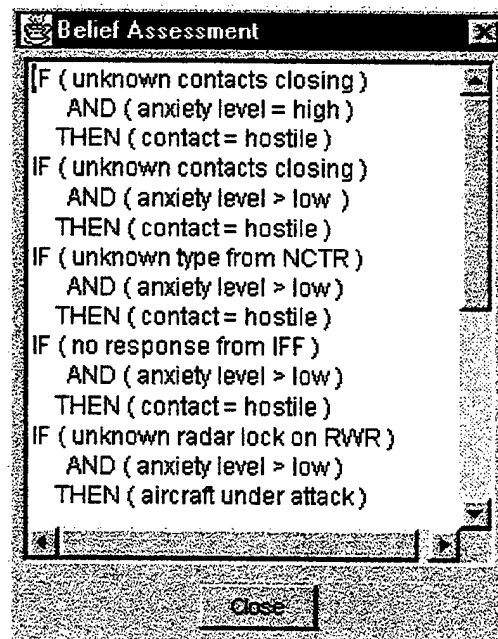 Belief Assessment
IF ( unknown contacts closing )
AND ( anxiety level = high )
THEN ( contact = hostile )
IF ( unknown contacts closing )
AND ( anxiety level > low )
THEN ( contact = hostile )
IF ( unknown type from NCTR )
AND ( anxiety level > low )
THEN ( contact = hostile )
IF ( no response from IFF )
AND ( anxiety level > low )
THEN ( contact = hostile )
IF ( unknown radar lock on RWR )
AND ( anxiety level > low )
THEN ( aircraft under attack )
Close